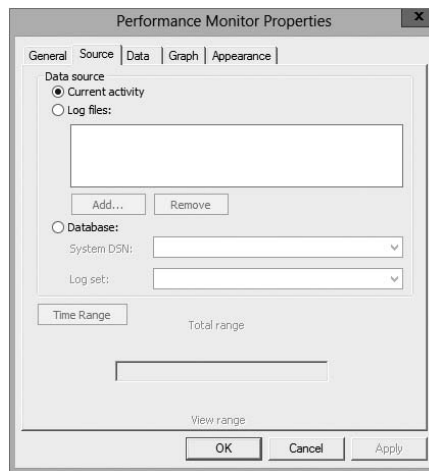 Performance Monitor Properties
x
General Source Data Graph Appearance
Data source
Current activity
Log files:
Add... Remove
Database:
System DSN:
Log set:
Time Range
Total range
View range
OK Cancel Apply